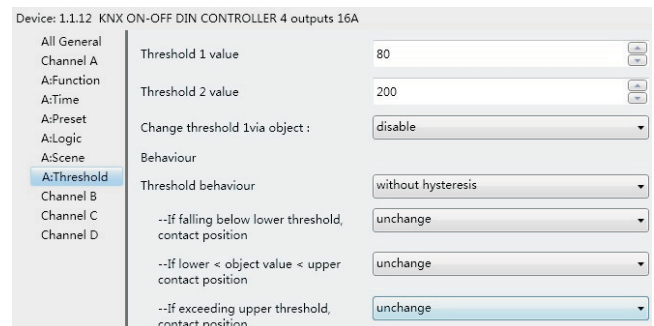 Device: 1.1.12 KNX ON-OFF DIN CONTROLLER 4 outputs 16A
All General
Channel A
A:Function
A:Time
A:Preset
A:Logic
A:Scene
A:Threshold
Channel B
Channel C
Channel D
Threshold 1 value 80
Threshold 2 value 200
Change threshold 1via object : disable
Behaviour
Threshold behaviour without hysteresis
--If falling below lower threshold, unchange
contact position
--If lower < object value < upper unchange
contact position
--If exceeding upper threshold, unchange
contact position